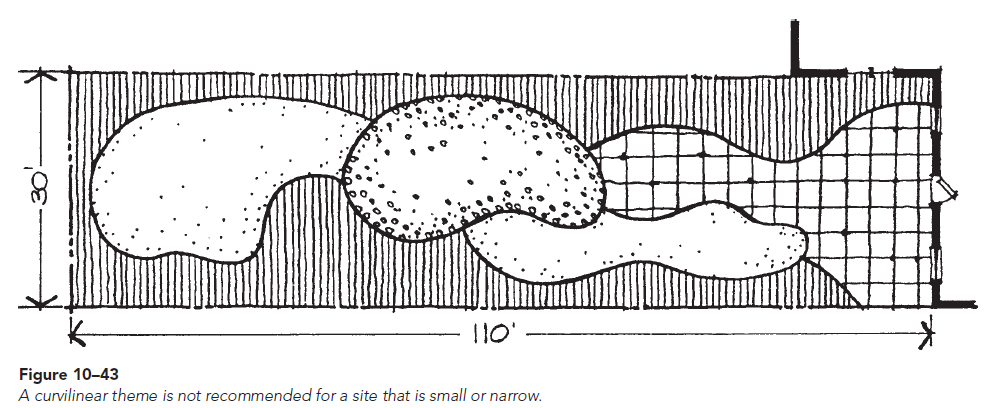 30'
110'
Figure 10–43
A curvilinear theme is not recommended for a site that is small or narrow.